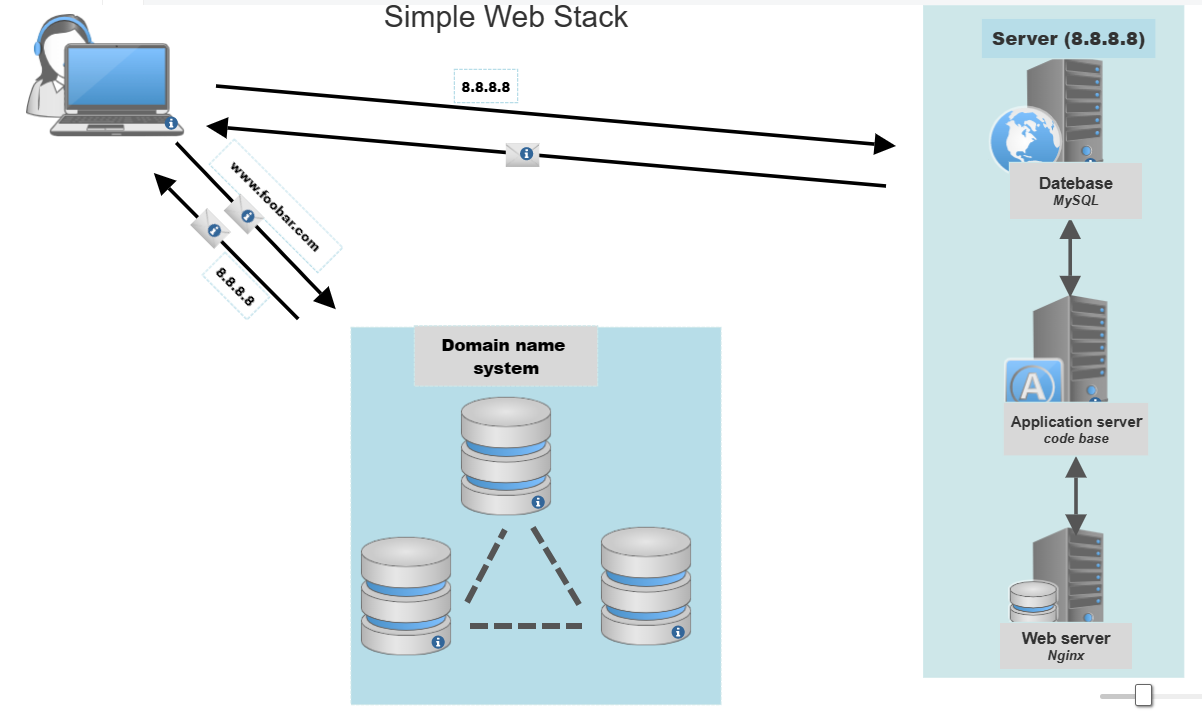 Simple Web Stack
Server (8.8.8.8)
8.8.8.8
www.foobar.com
8.8.8.8
Datebase
MySQL
Domain name
system
A
Application server
code base
Web server
Nginx